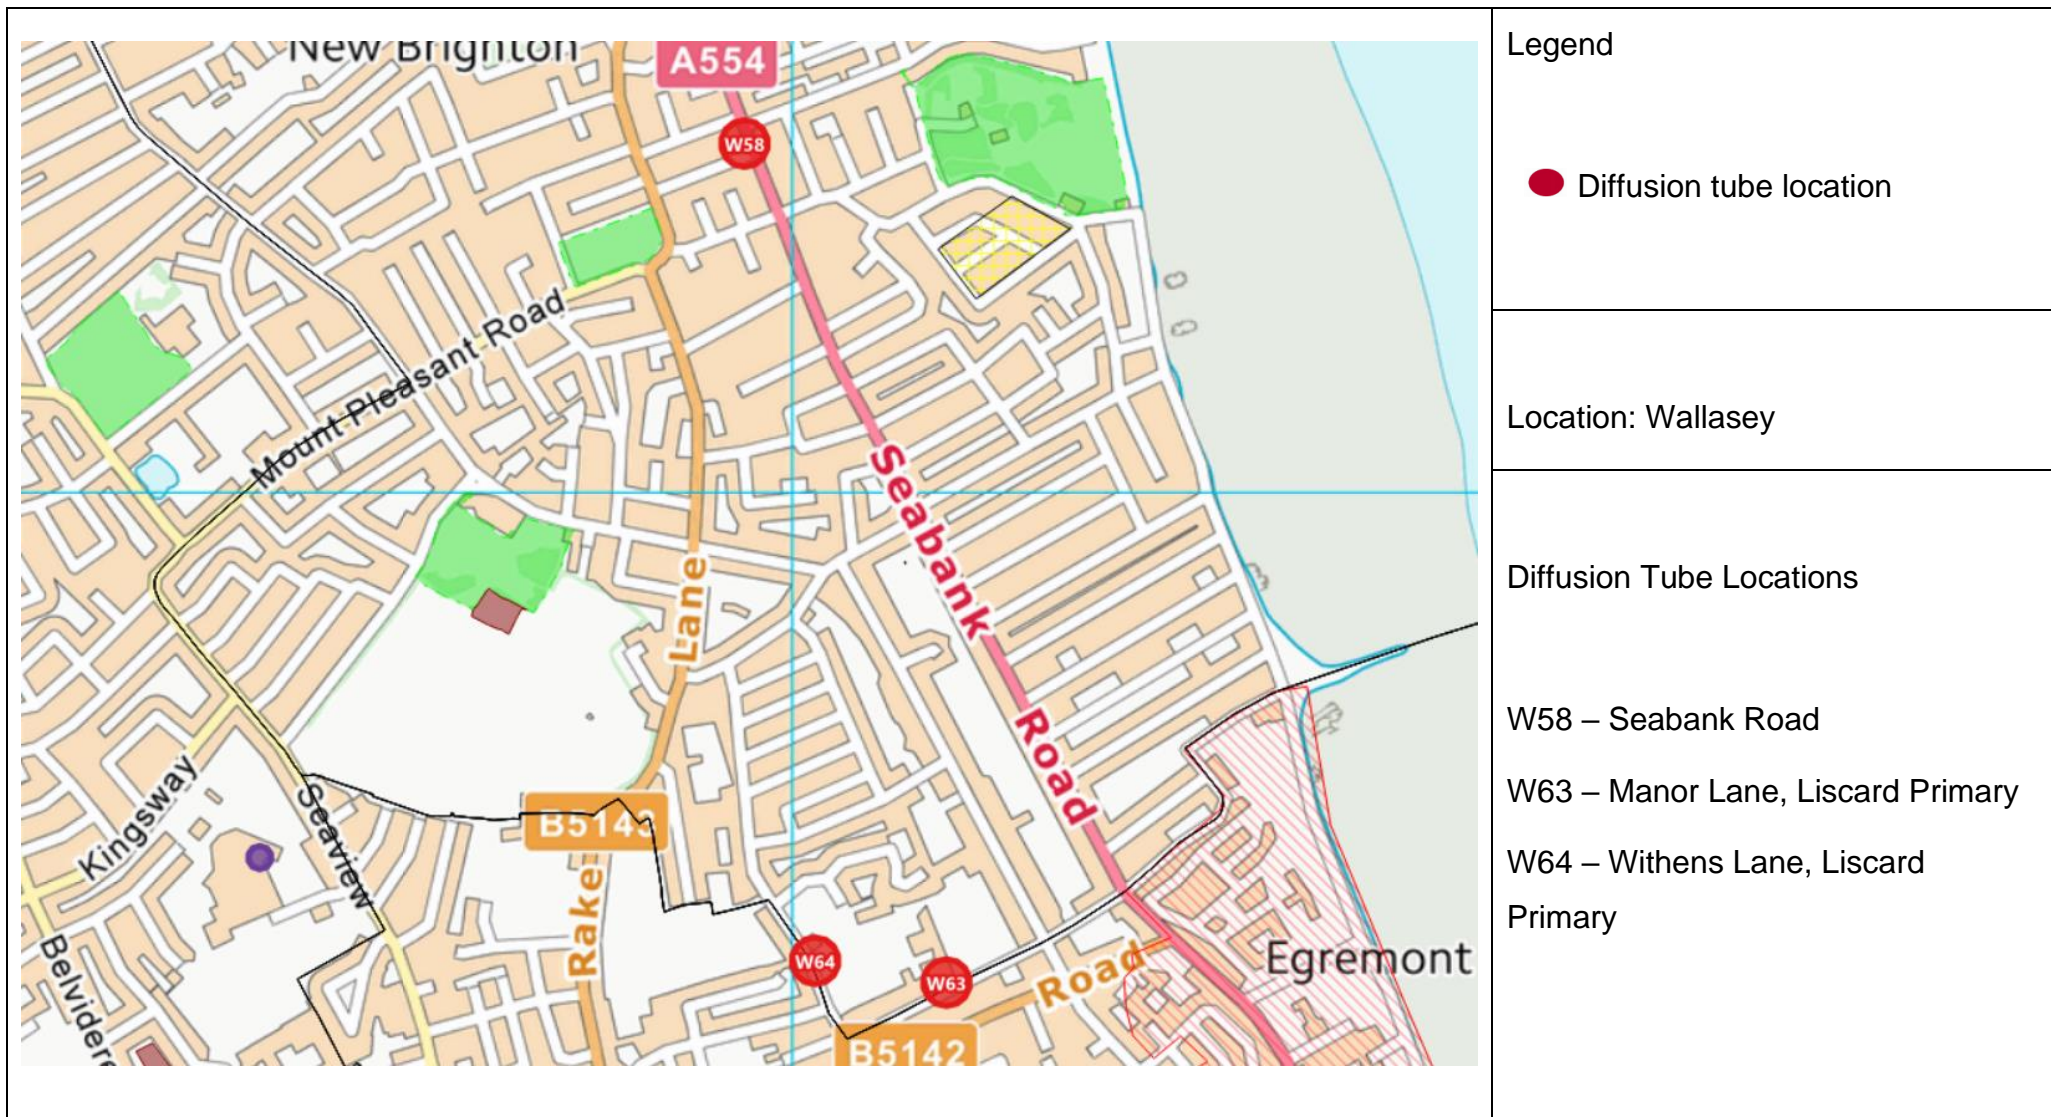 New Brighton
A554
W58
Mount Pleasant Road
Seabank Road
Lane
Kingsway
Seaview
B5143
Rake
Belvidere
W64
W63
Road
Egremont
B5142
Legend
Diffusion tube location
Location: Wallasey
Diffusion Tube Locations
W58 – Seabank Road
W63 – Manor Lane, Liscard Primary
W64 – Withens Lane, Liscard
Primary